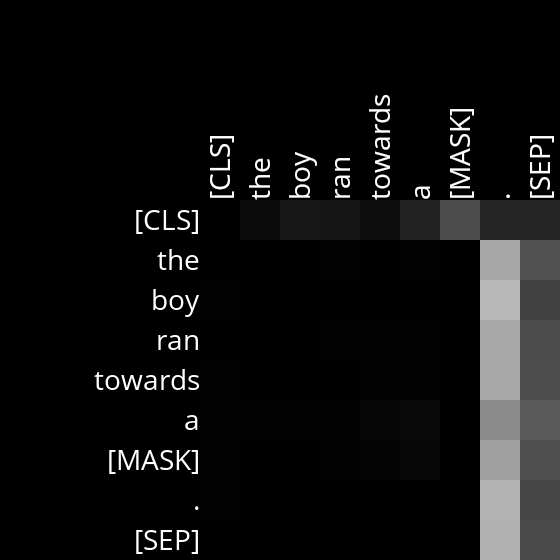 [CLS] the boy ran towards a [MASK] . [SEP]
[CLS]
the
boy
ran
towards
a
[MASK]
.
[SEP]